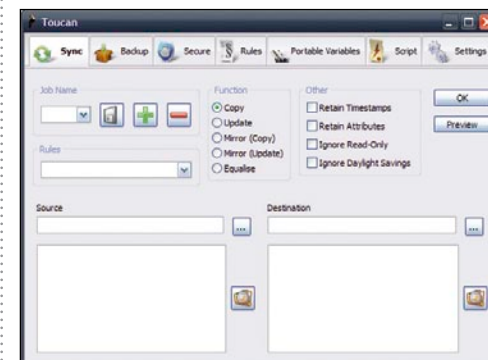 Toucan
Sync Backup Secure Rules Portable Variables Script Settings
Job Name
Rules
Function
Copy
Update
Mirror (Copy)
Mirror (Update)
Equalise
Other
Retain Timestamps
Retain Attributes
Ignore Read-Only
Ignore Daylight Savings
OK
Preview
Source
...
Destination
...